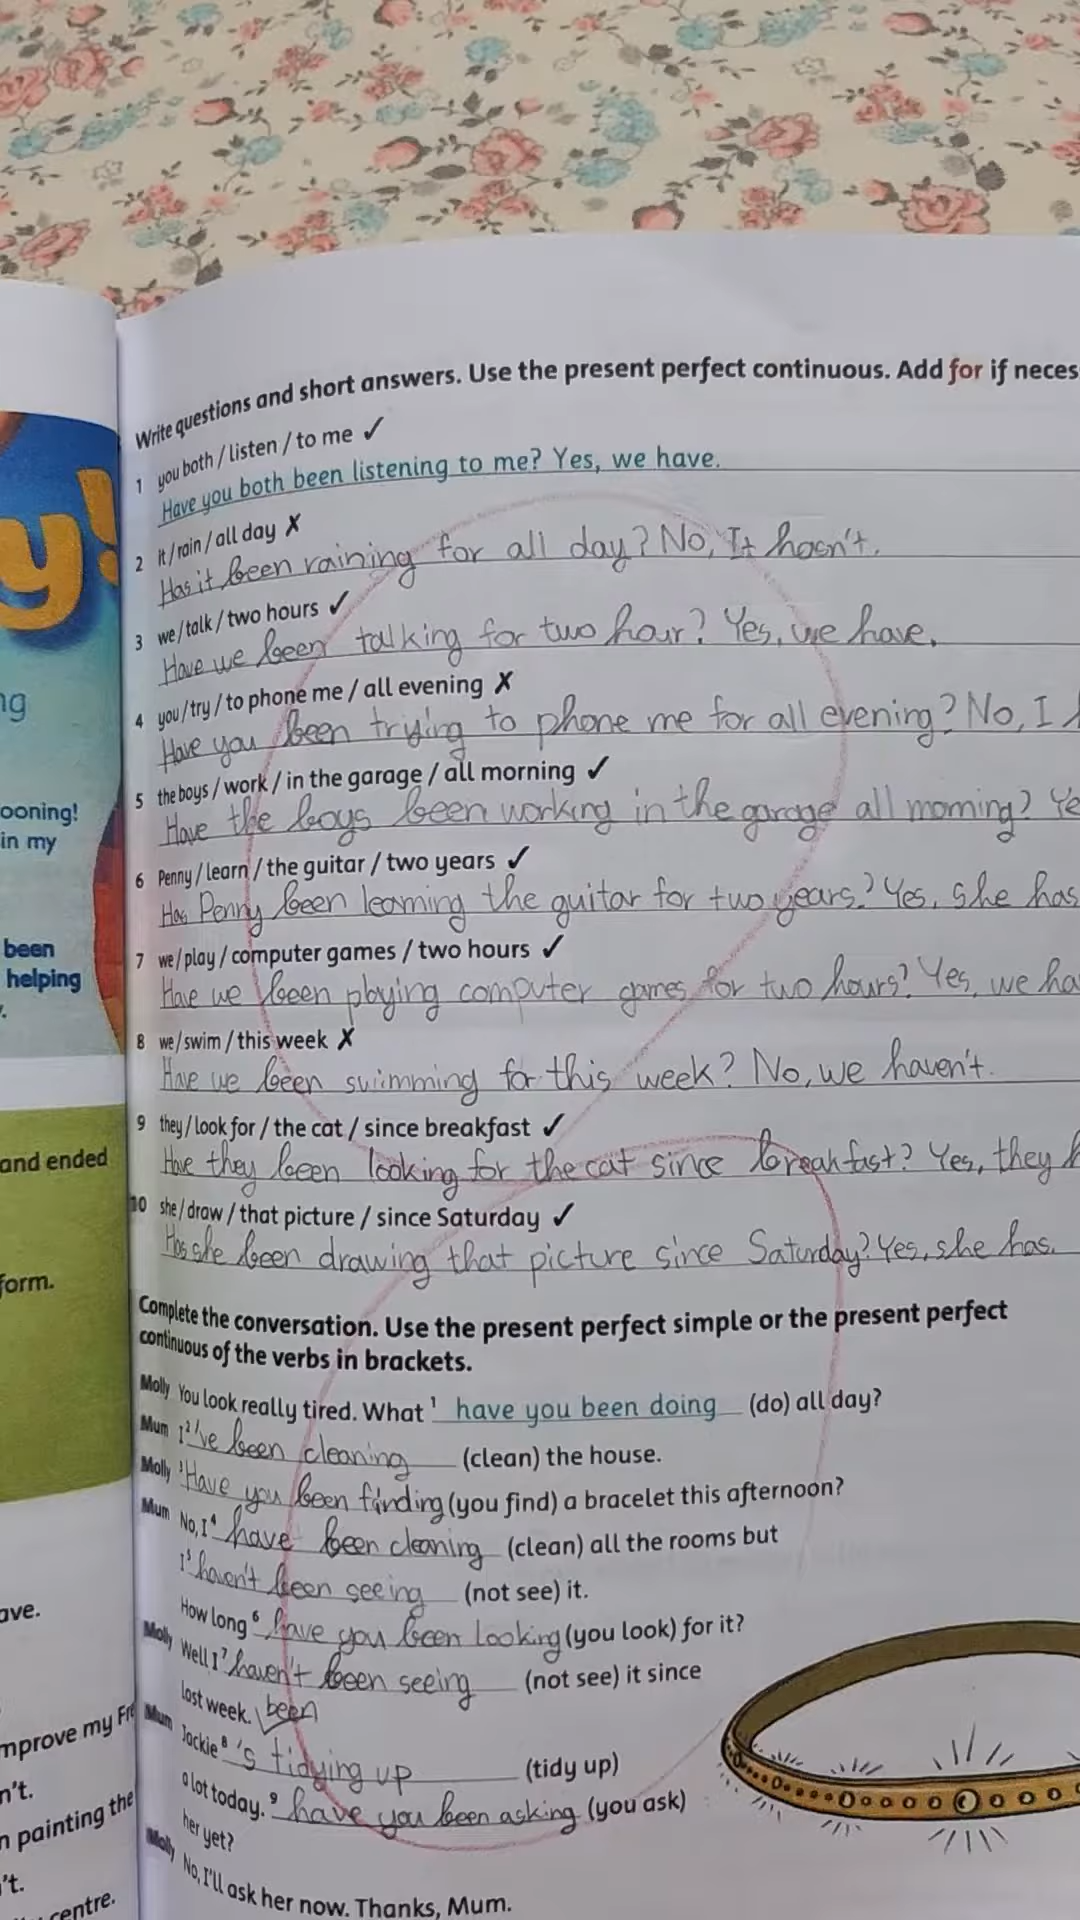 y!
ng
ooning!
in my
been
helping
and ended
form.
ave.
mprove my Fre
n't.
n painting the
't.
centre.
Write questions and short answers. Use the present perfect continuous. Add for if neces
1 you both / listen / to me ✓
Have you both been listening to me? Yes, we have.
2 it / rain / all day ✗
Has it been raining for all day? No, It hasn't.
3 we / talk / two hours ✓
Have we been talking for two hour? Yes, we have.
4 you / try / to phone me / all evening ✗
Have you been trying to phone me for all evening? No, I h
5 the boys / work / in the garage / all morning ✓
Have the boys been working in the garage all morning? Ye
6 Penny / learn / the guitar / two years ✓
Has Penny been learning the guitar for two years? Yes, she has
7 we / play / computer games / two hours ✓
Have we been playing computer games for two hours? Yes, we ha
8 we / swim / this week ✗
Have we been swimming for this week? No, we haven't.
9 they / look for / the cat / since breakfast ✓
Have they been looking for the cat since breakfast? Yes, they h
10 she / draw / that picture / since Saturday ✓
Has she been drawing that picture since Saturday? Yes, she has.
Complete the conversation. Use the present perfect simple or the present perfect
continuous of the verbs in brackets.
Molly You look really tired. What 1 have you been doing (do) all day?
Mum I 2 've been cleaning (clean) the house.
Molly 3 Have you been finding (you find) a bracelet this afternoon?
Mum No, I 4 have been cleaning (clean) all the rooms but
I 5 haven't been seeing (not see) it.
How long 6 have you been looking (you look) for it?
Molly Well I 7 haven't been seeing (not see) it since
last week. been
Mum Jackie 8 's tidying up (tidy up)
a lot today. 9 have you been asking (you ask)
her yet?
Molly No, I'll ask her now. Thanks, Mum.